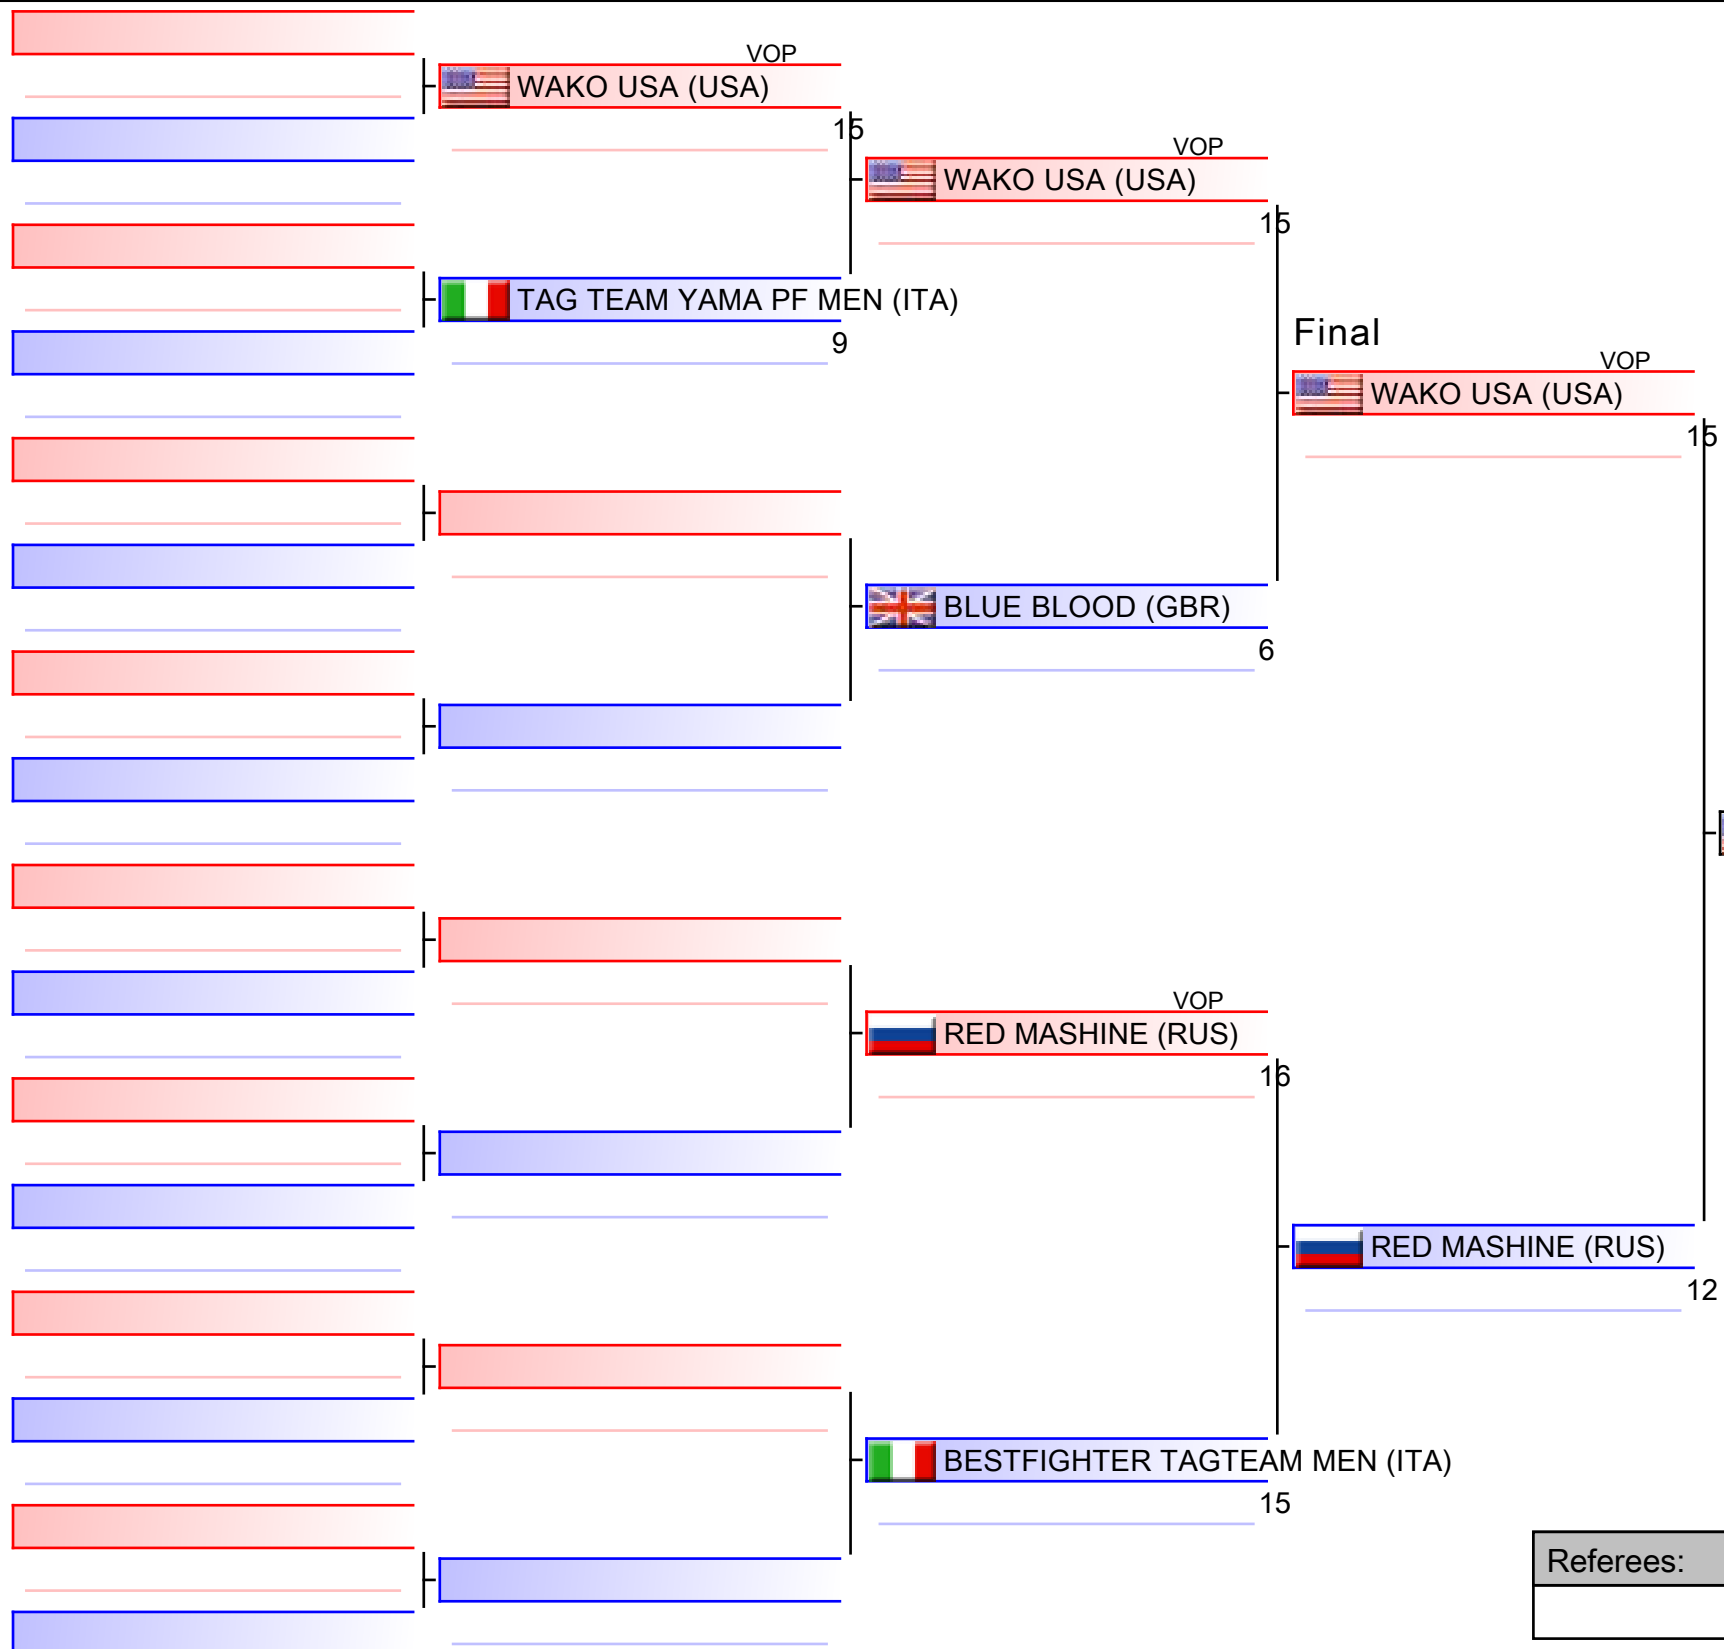 VOP
WAKO USA (USA)
15
TAG TEAM YAMA PF MEN (ITA)
9
VOP
WAKO USA (USA)
15
BLUE BLOOD (GBR)
6
VOP
RED MASHINE (RUS)
16
BESTFIGHTER TAGTEAM MEN (ITA)
15
Final
VOP
WAKO USA (USA)
15
RED MASHINE (RUS)
12
Referees: